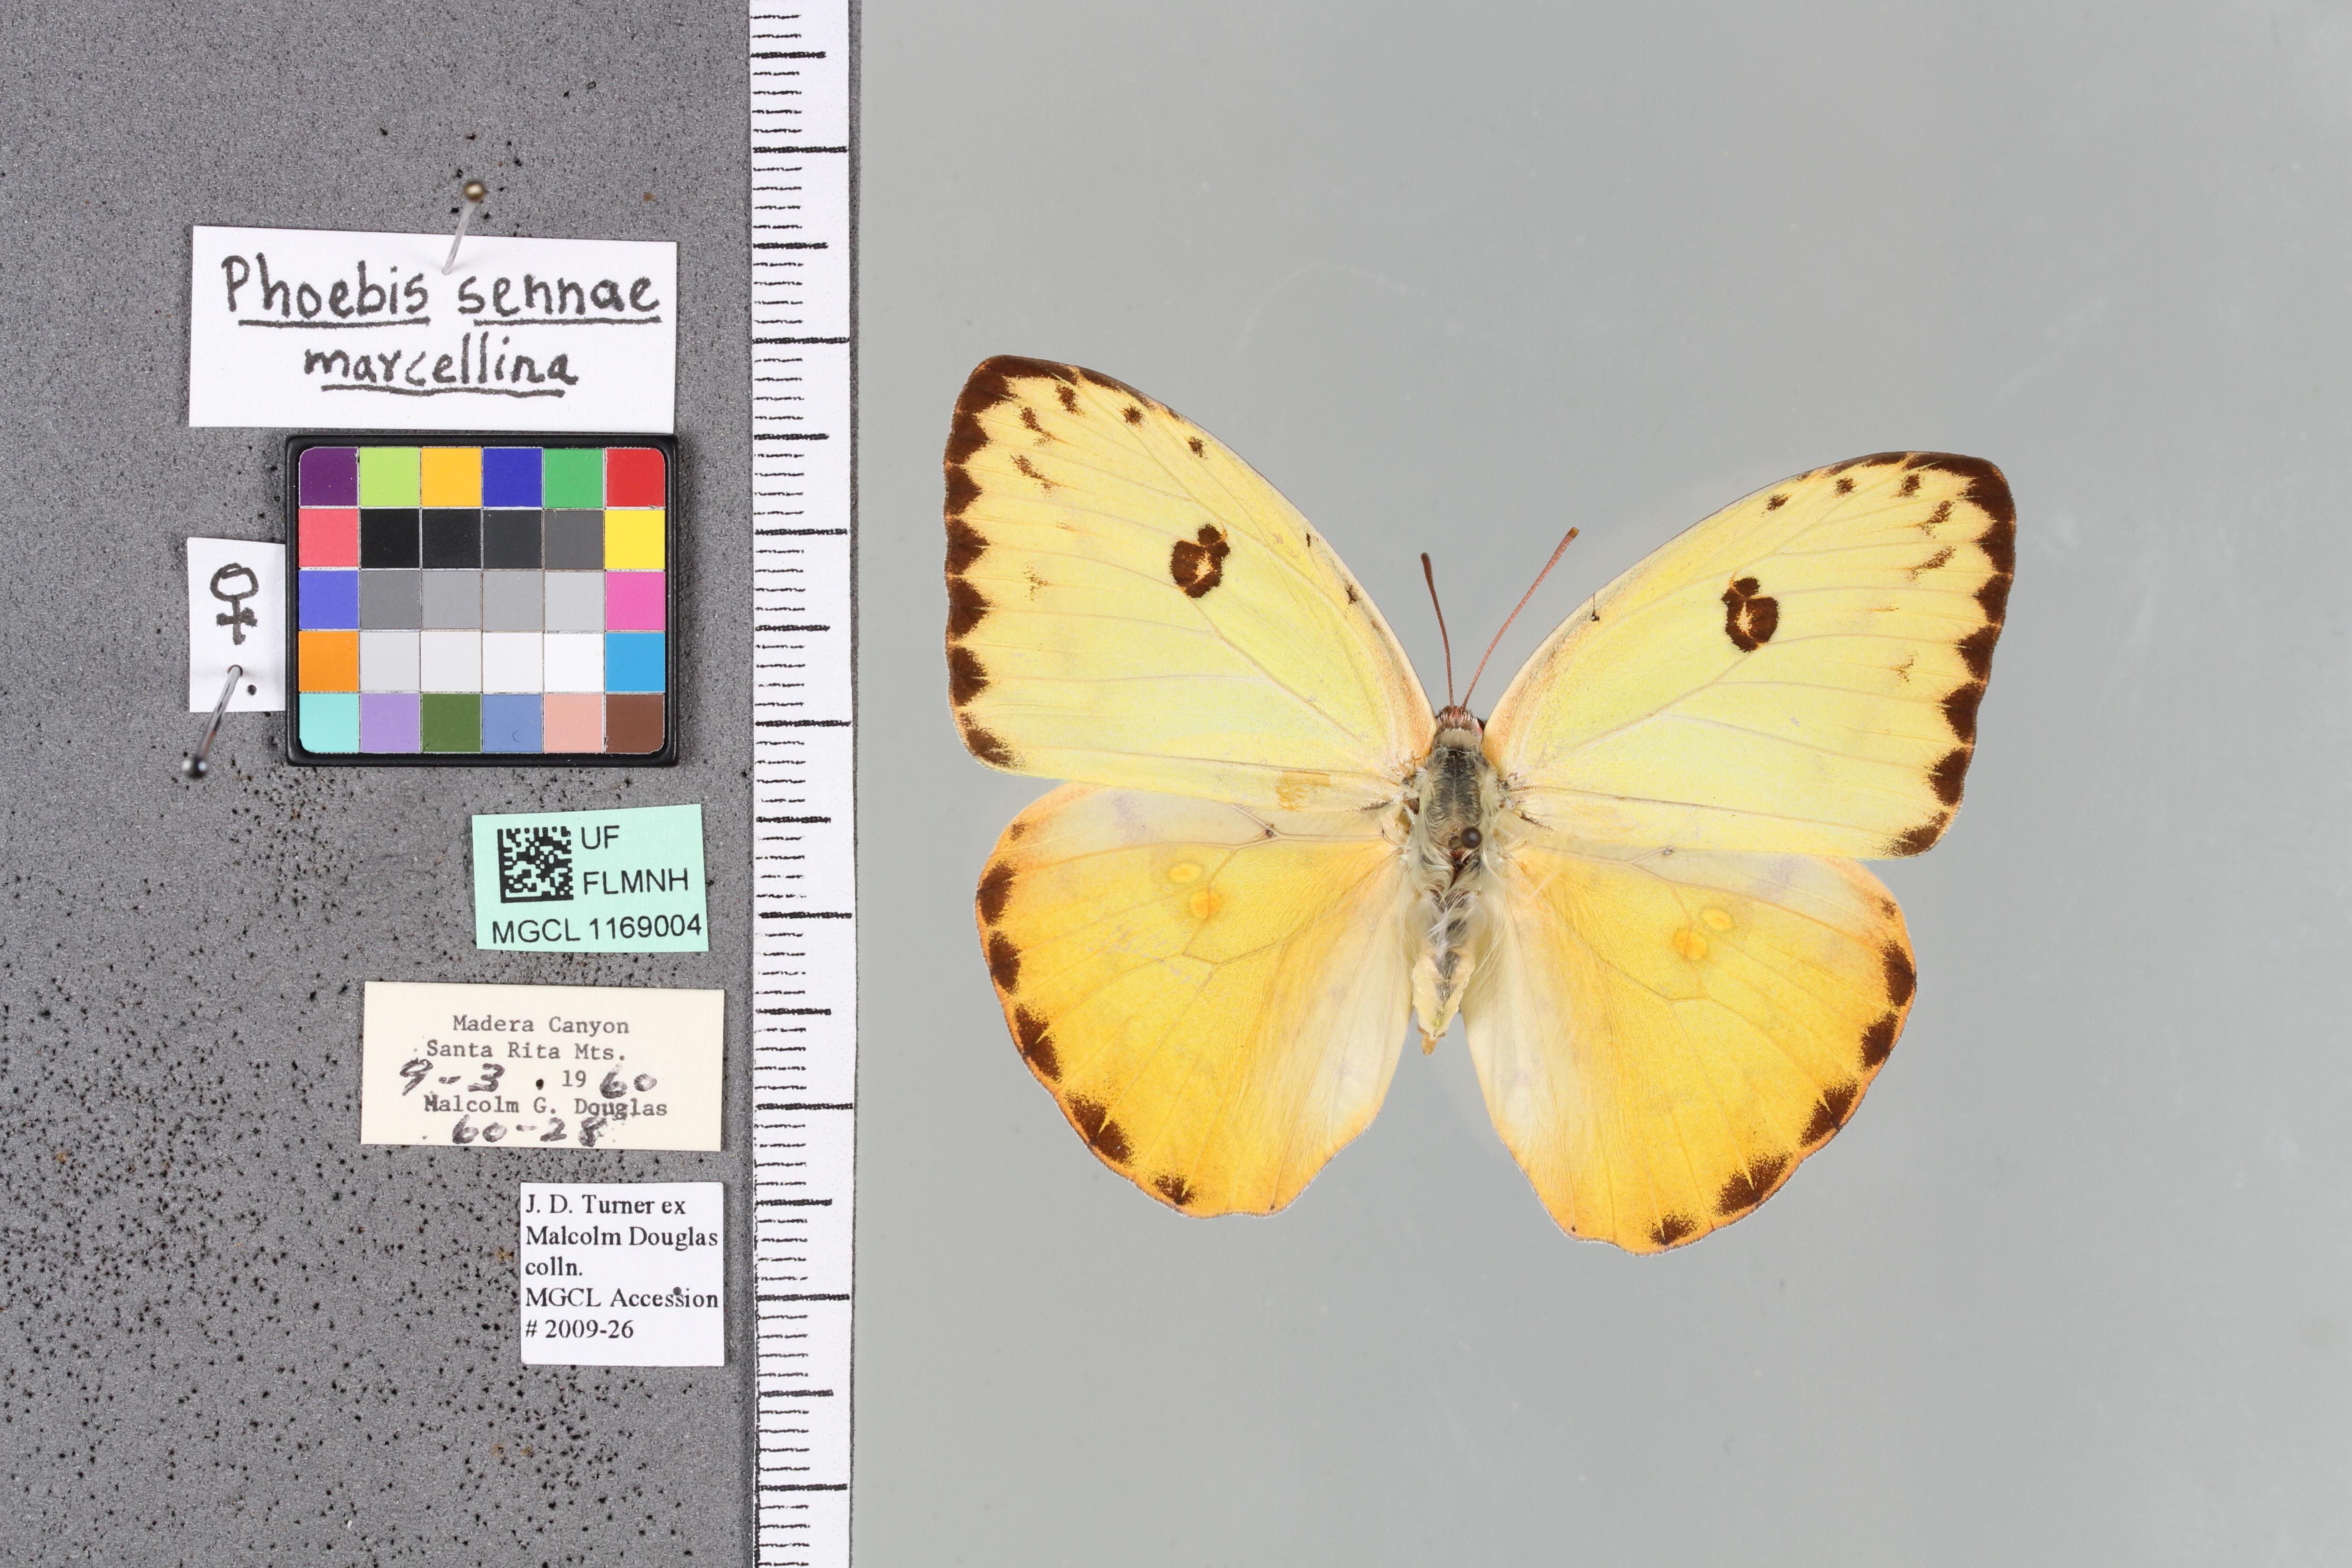 Phoebis sennae
marcellina
♀
UF
FLMNH
MGCL 1169004
Madera Canyon
Santa Rita Mts.
9-3 . 1960
Malcolm G. Douglas
60-28
J. D. Turner ex
Malcolm Douglas
colln.
MGCL Accession
# 2009-26